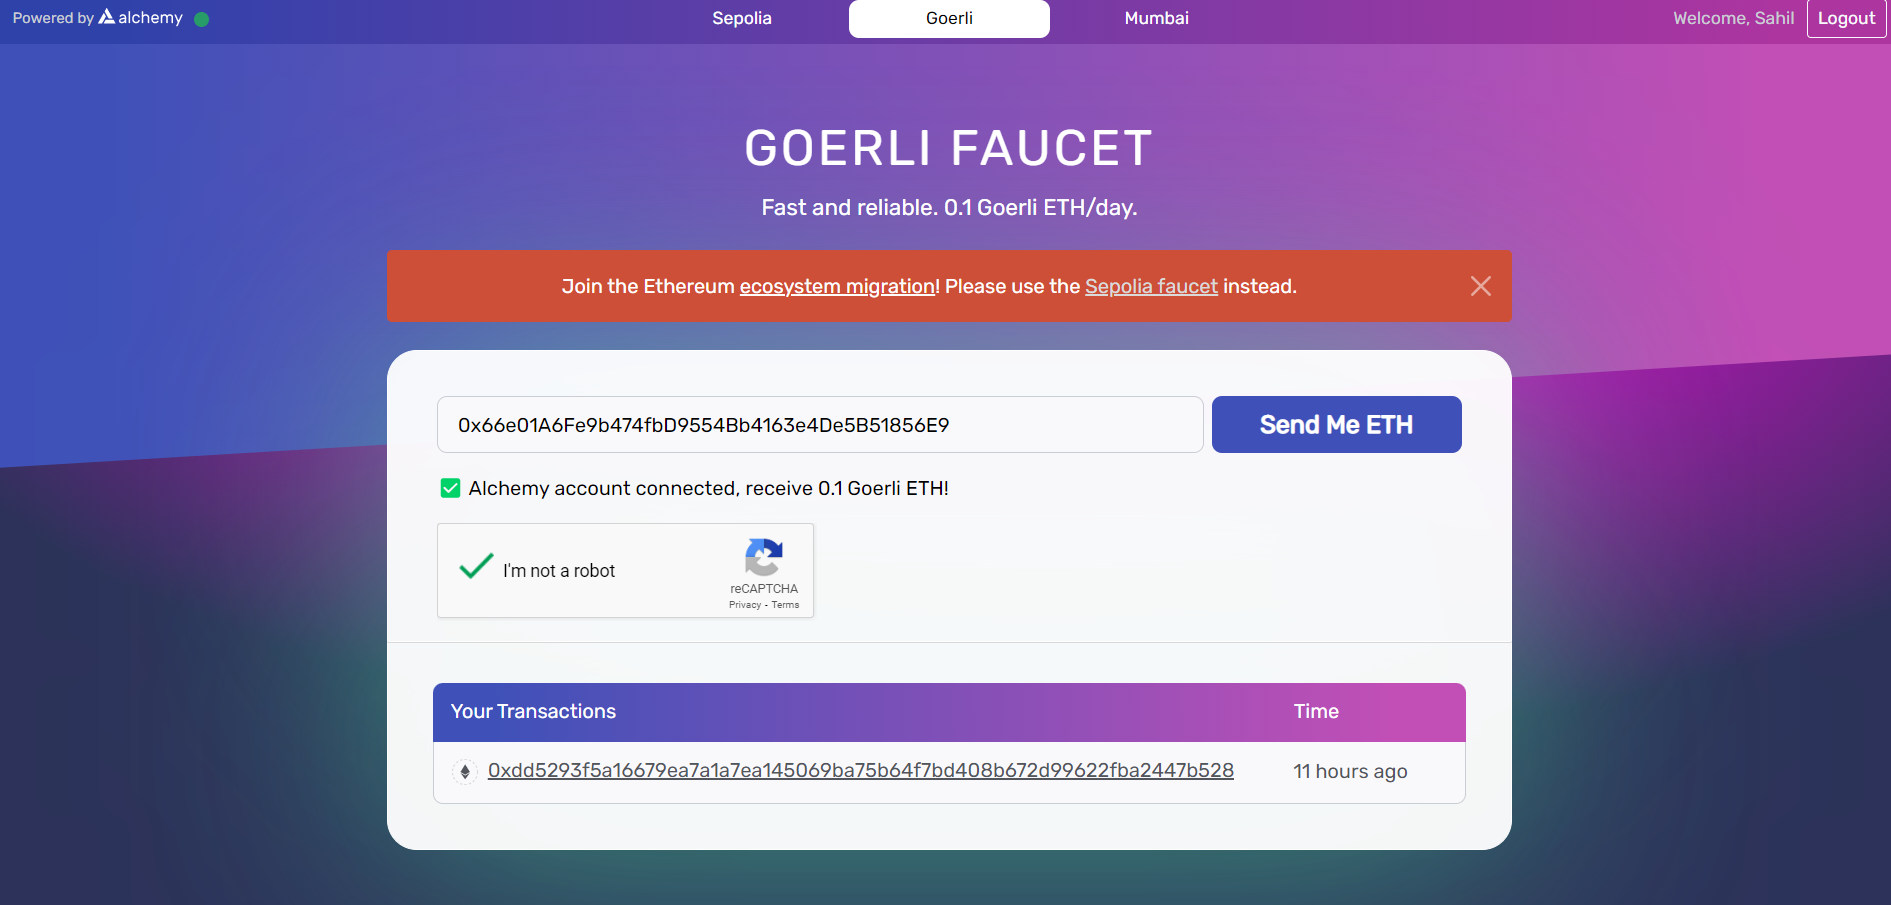 Powered by alchemy
Sepolia
Goerli
Mumbai
Welcome, Sahil
Logout
GOERLI FAUCET
Fast and reliable. 0.1 Goerli ETH/day.
Join the Ethereum ecosystem migration! Please use the Sepolia faucet instead.
0x66e01A6Fe9b474fbD9554Bb4163e4De5B51856E9
Send Me ETH
Alchemy account connected, receive 0.1 Goerli ETH!
I'm not a robot
reCAPTCHA
Privacy - Terms
Your Transactions
Time
0xdd5293f5a16679ea7a1a7ea145069ba75b64f7bd408b672d99622fba2447b528
11 hours ago